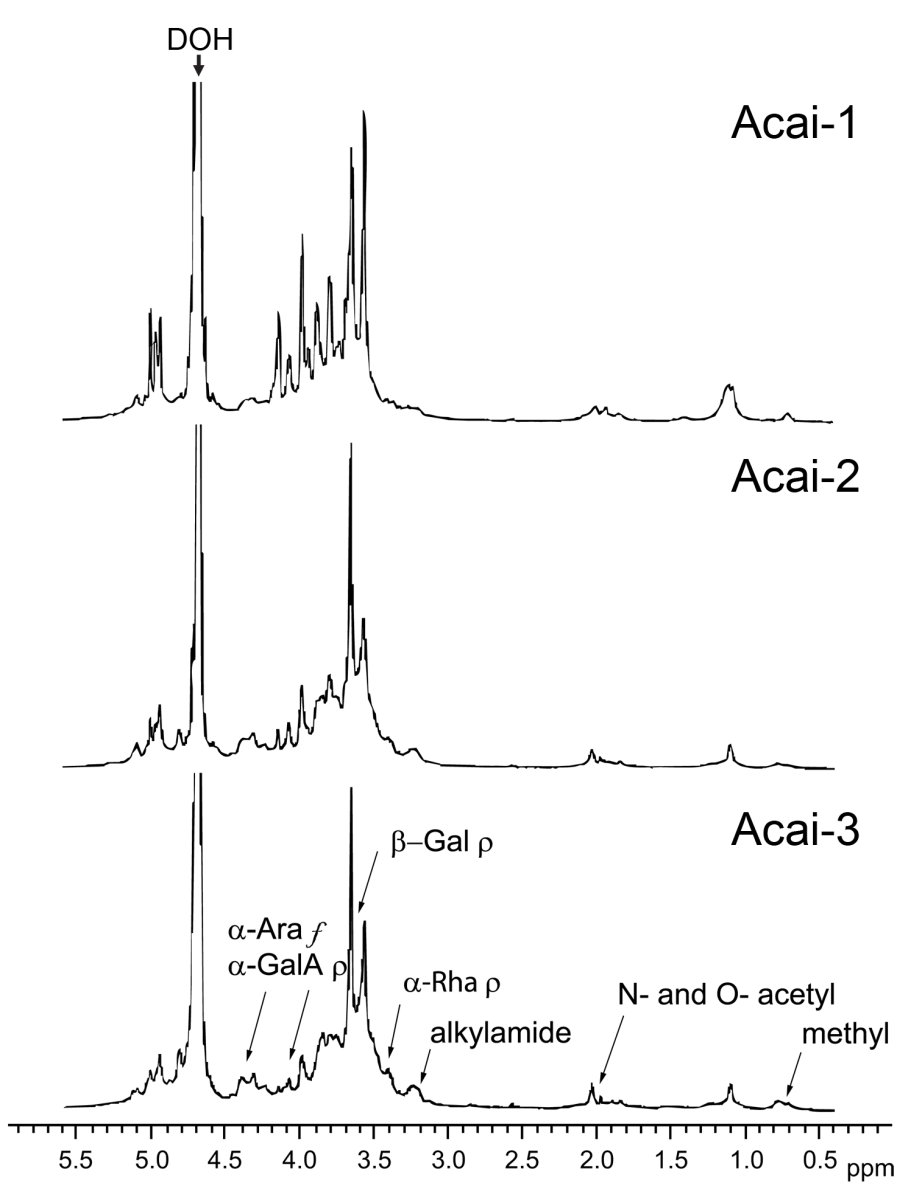 DOH
Acai-1
Acai-2
Acai-3
β–Gal ρ
α-Ara f
α-GalA ρ
α-Rha ρ
N- and O- acetyl
alkylamide
methyl
5.5 5.0 4.5 4.0 3.5 3.0 2.5 2.0 1.5 1.0 0.5 ppm